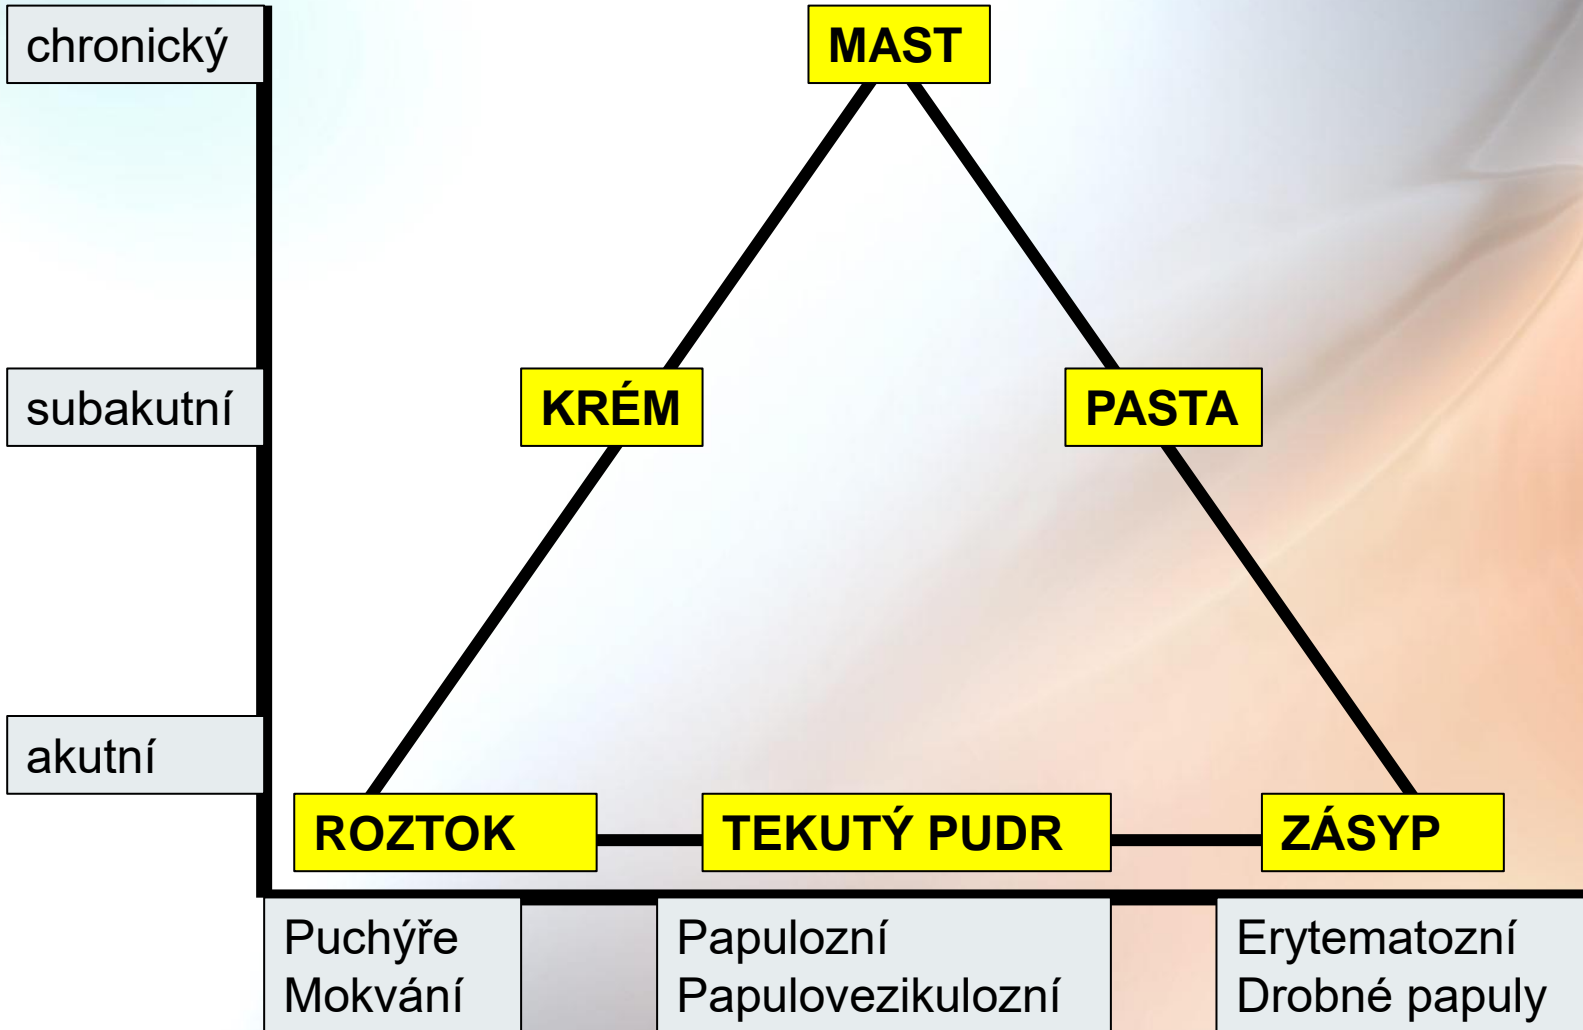 chronický
MAST
subakutní
KRÉM
PASTA
akutní
ROZTOK
TEKUTÝ PUDR
ZÁSYP
Puchýře
Mokvání
Papulozní
Papulovezikulozní
Erytematozní
Drobné papuly